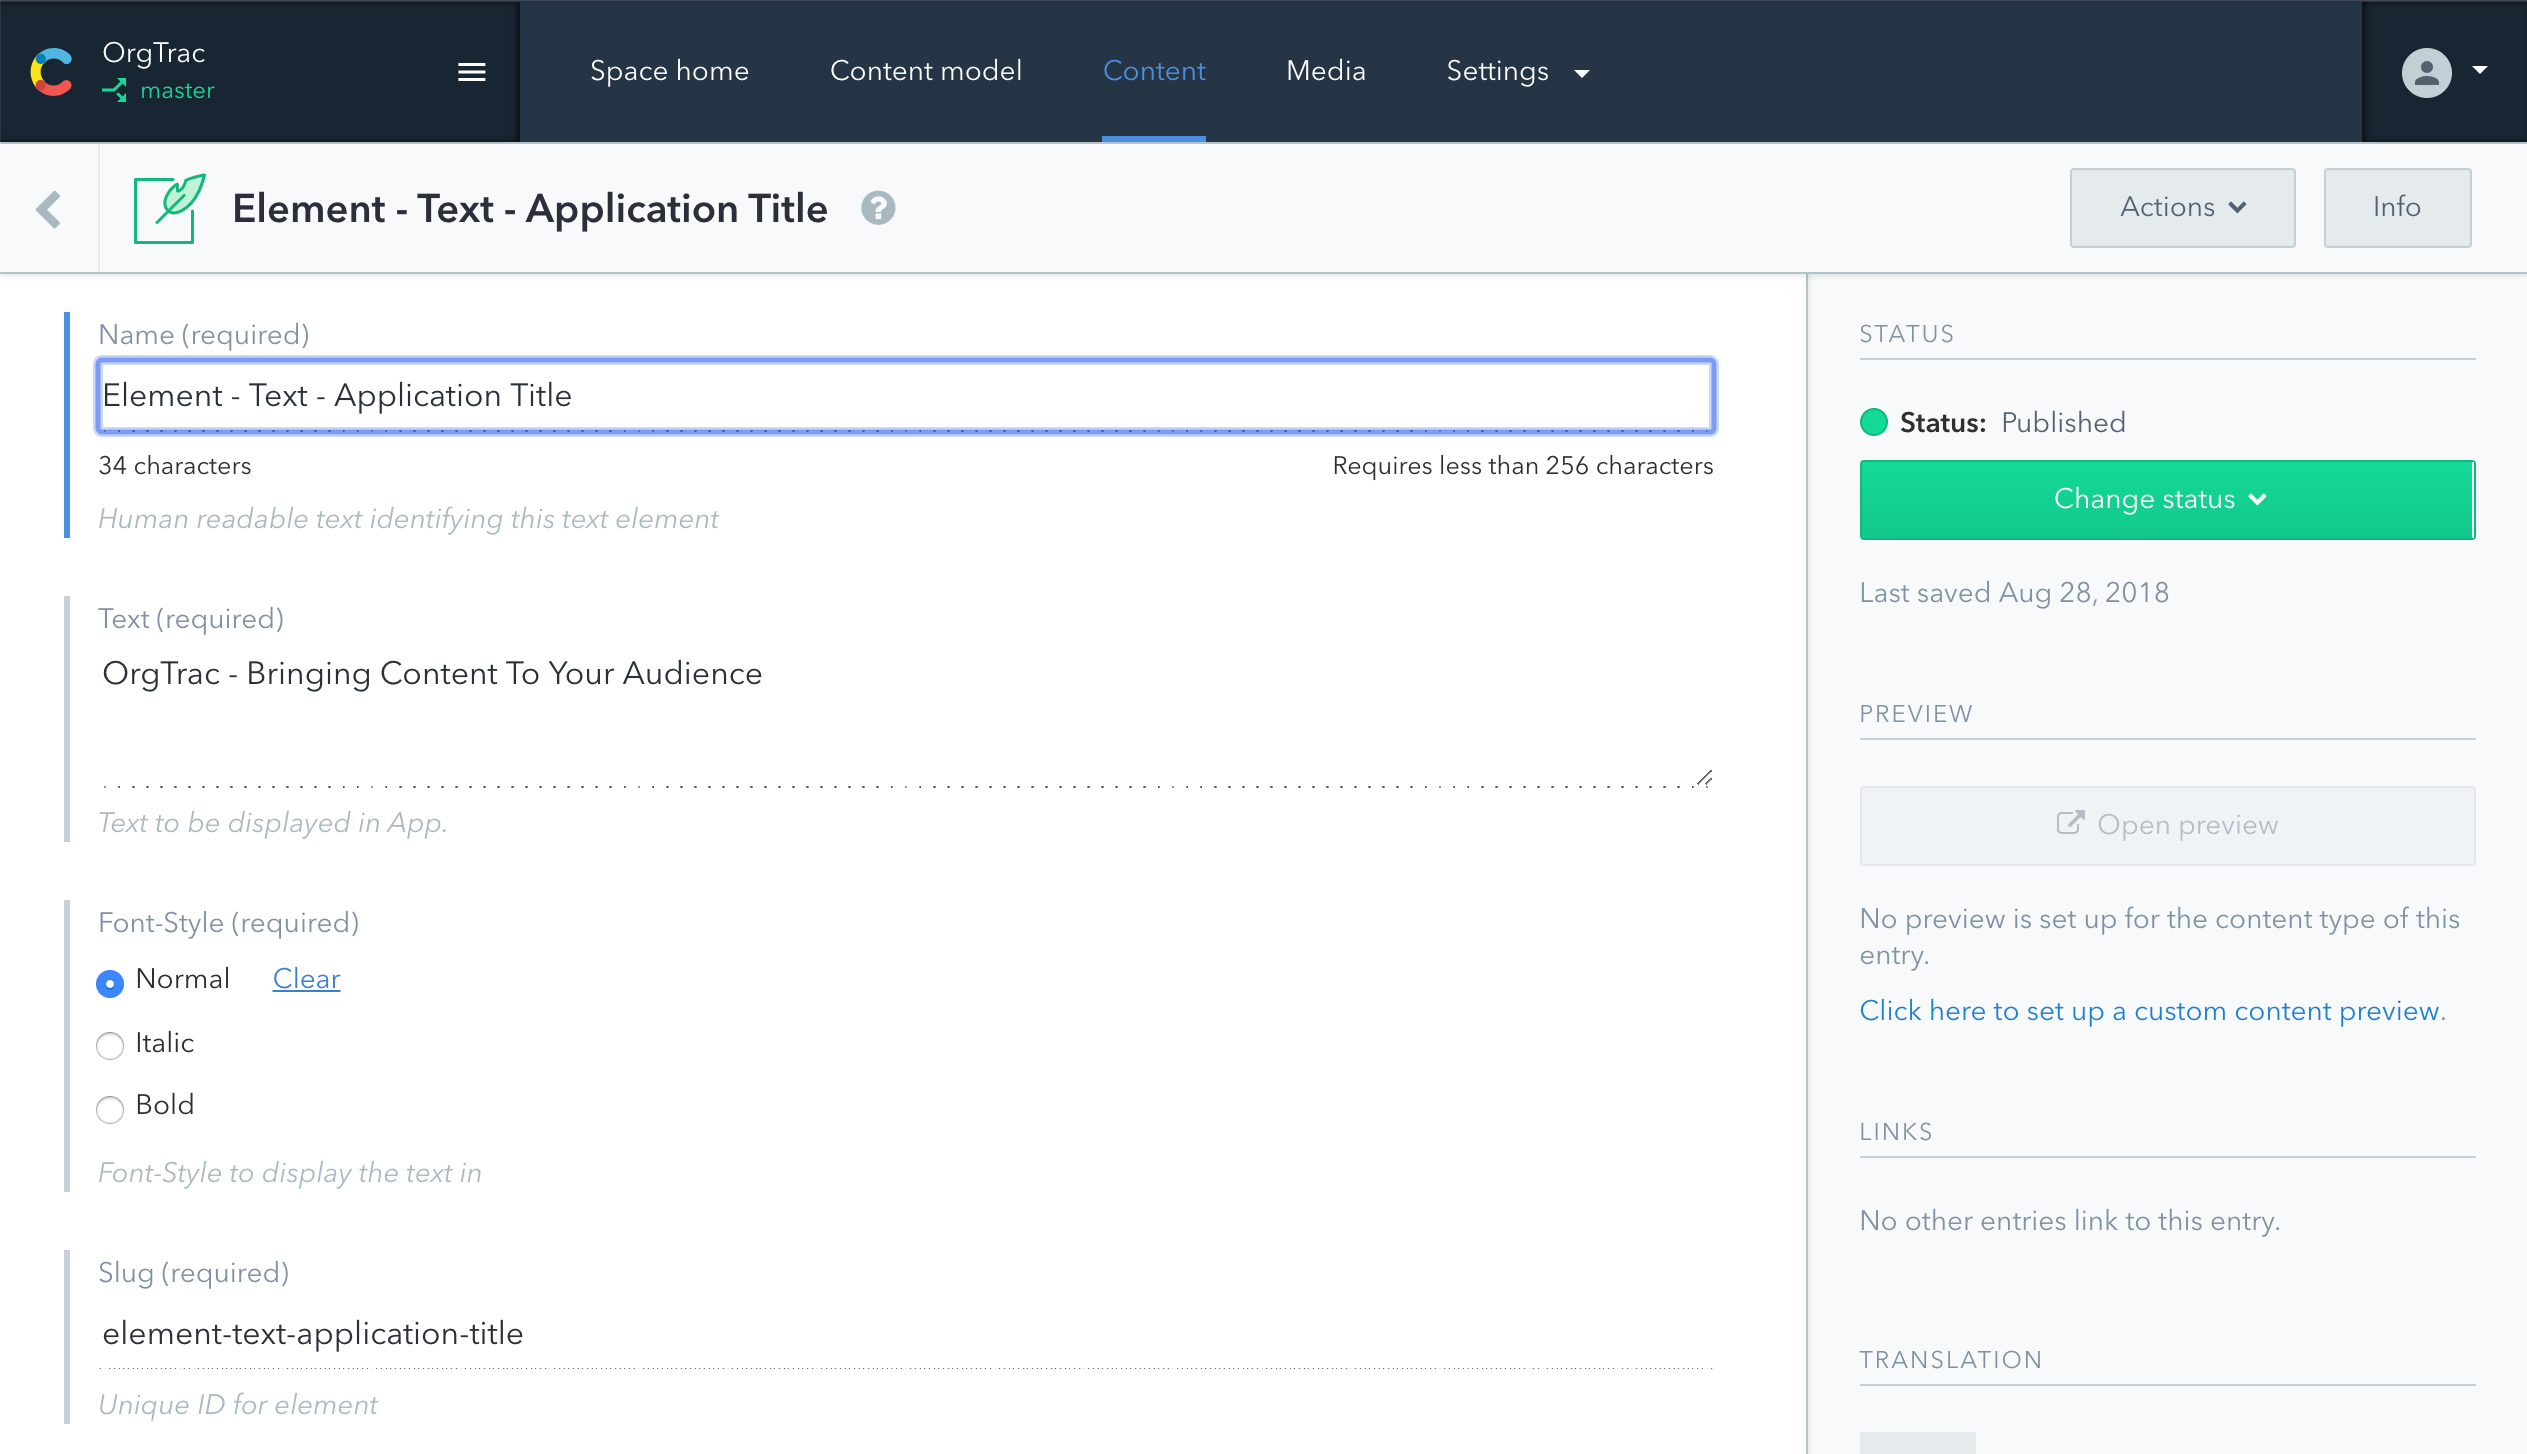 OrgTrac
master
Space home
Content model
Content
Media
Settings
Element - Text - Application Title
?
Actions
Info
Name (required)
Element - Text - Application Title
34 characters
Requires less than 256 characters
Human readable text identifying this text element
Text (required)
OrgTrac - Bringing Content To Your Audience
Text to be displayed in App.
Font-Style (required)
Normal
Clear
Italic
Bold
Font-Style to display the text in
Slug (required)
element-text-application-title
Unique ID for element
STATUS
Status: Published
Change status
Last saved Aug 28, 2018
PREVIEW
Open preview
No preview is set up for the content type of this
entry.
Click here to set up a custom content preview.
LINKS
No other entries link to this entry.
TRANSLATION